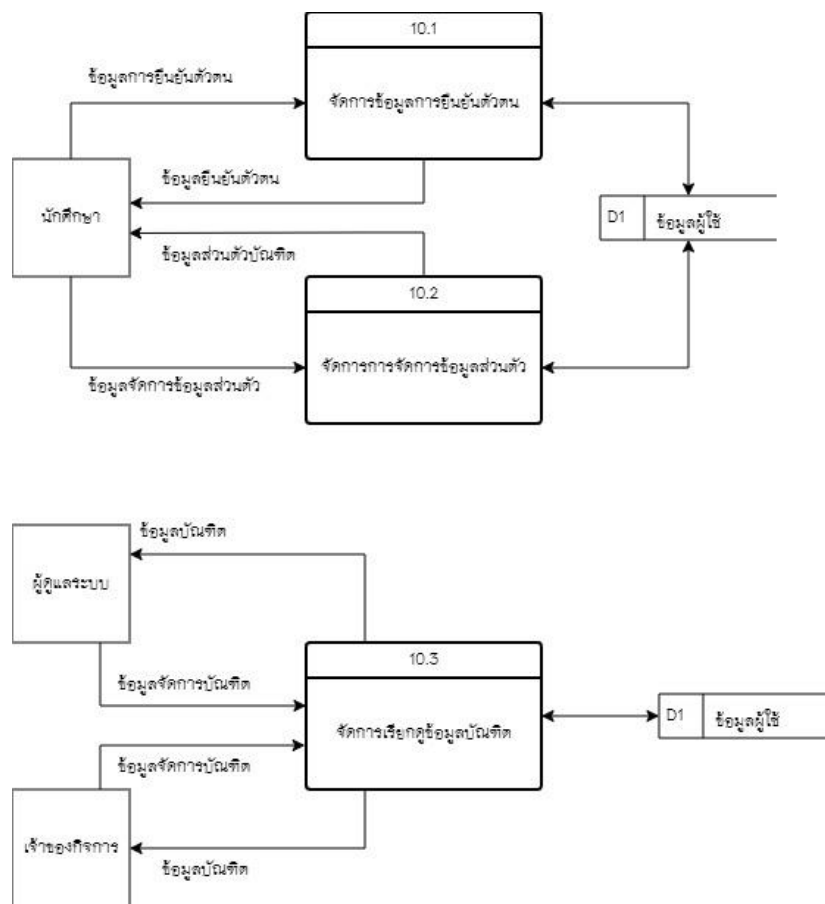 10.1
ข้อมูลการยืนยันตัวตน
จัดการข้อมูลการยืนยันตัวตน
ข้อมูลยืนยันตัวตน
นักศึกษา
D1
ข้อมูลผู้ใช้
ข้อมูลส่วนตัวบัณฑิต
10.2
จัดการการจัดการข้อมูลส่วนตัว
ข้อมูลจัดการข้อมูลส่วนตัว
ข้อมูลบัณฑิต
ผู้ดูแลระบบ
10.3
ข้อมูลจัดการบัณฑิต
D1
ข้อมูลผู้ใช้
จัดการเรียกดูข้อมูลบัณฑิต
ข้อมูลจัดการบัณฑิต
เจ้าของกิจการ
ข้อมูลบัณฑิต